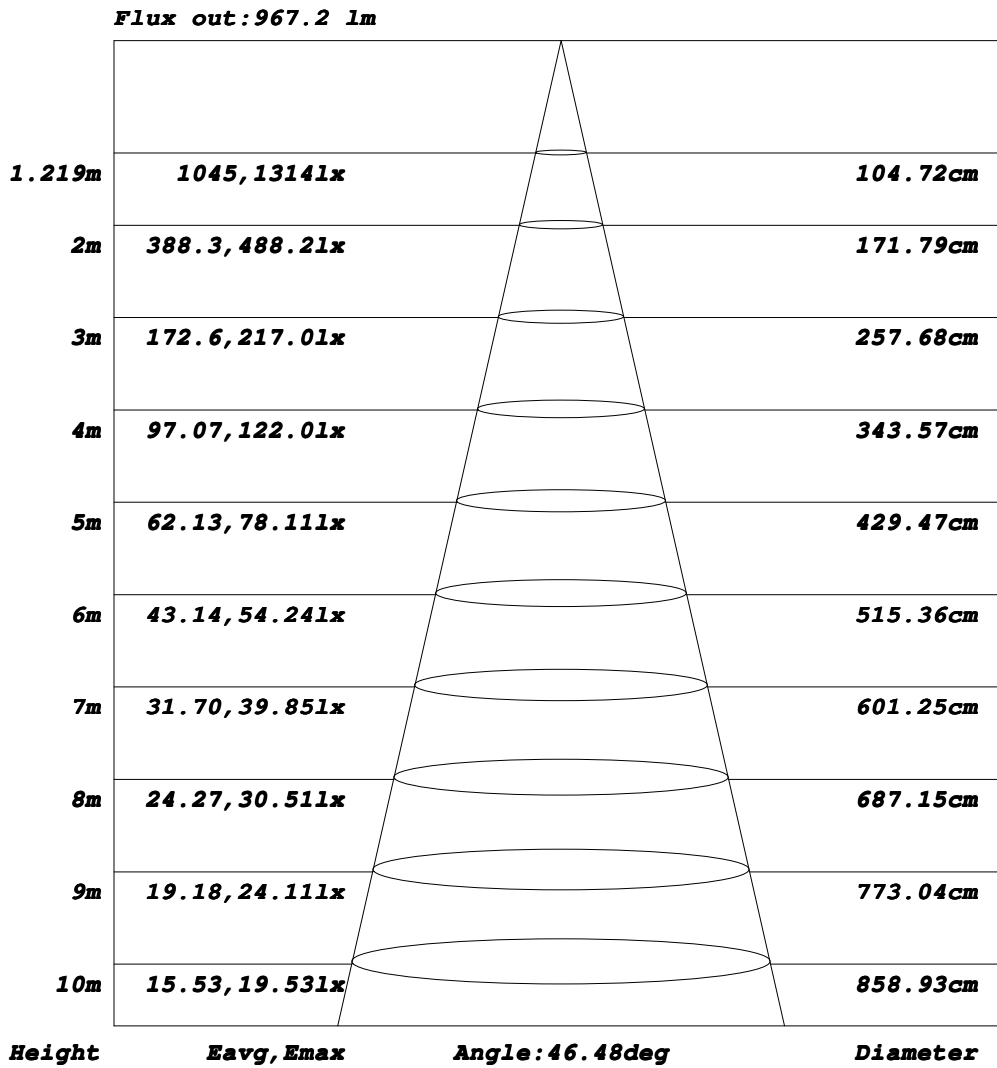 Flux out:967.2 lm
1.219m 1045,1314lx 104.72cm
2m 388.3,488.2lx 171.79cm
3m 172.6,217.0lx 257.68cm
4m 97.07,122.0lx 343.57cm
5m 62.13,78.11lx 429.47cm
6m 43.14,54.24lx 515.36cm
7m 31.70,39.85lx 601.25cm
8m 24.27,30.51lx 687.15cm
9m 19.18,24.11lx 773.04cm
10m 15.53,19.53lx 858.93cm
Height Eavg,Emax Angle:46.48deg Diameter